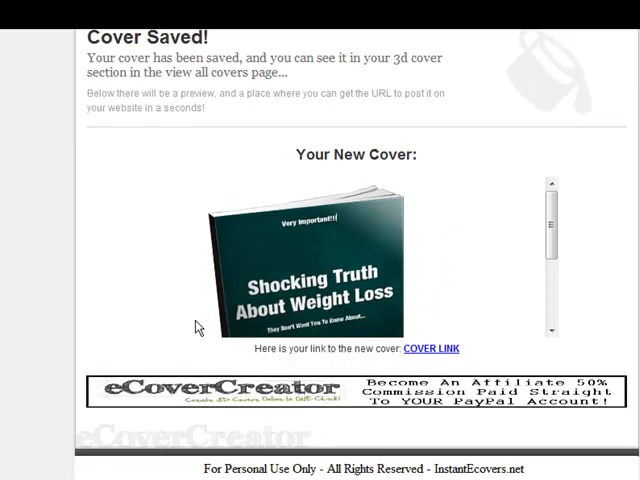 Cover Saved!
Your cover has been saved, and you can see it in your 3d cover
section in the view all covers page...
Below there will be a preview, and a place where you can get the URL to post it on
your website in a seconds!
Your New Cover:
Very Important!!!
Shocking Truth
About Weight Loss
They Don't Want You To Know About...
Here is your link to the new cover: COVER LINK
eCoverCreator
Create 3D Covers Online In ONE Click!
Become An Affiliate 50%
Commission Paid Straight
To YOUR PayPal Account!
eCoverCreator
For Personal Use Only - All Rights Reserved - InstantEcovers.net